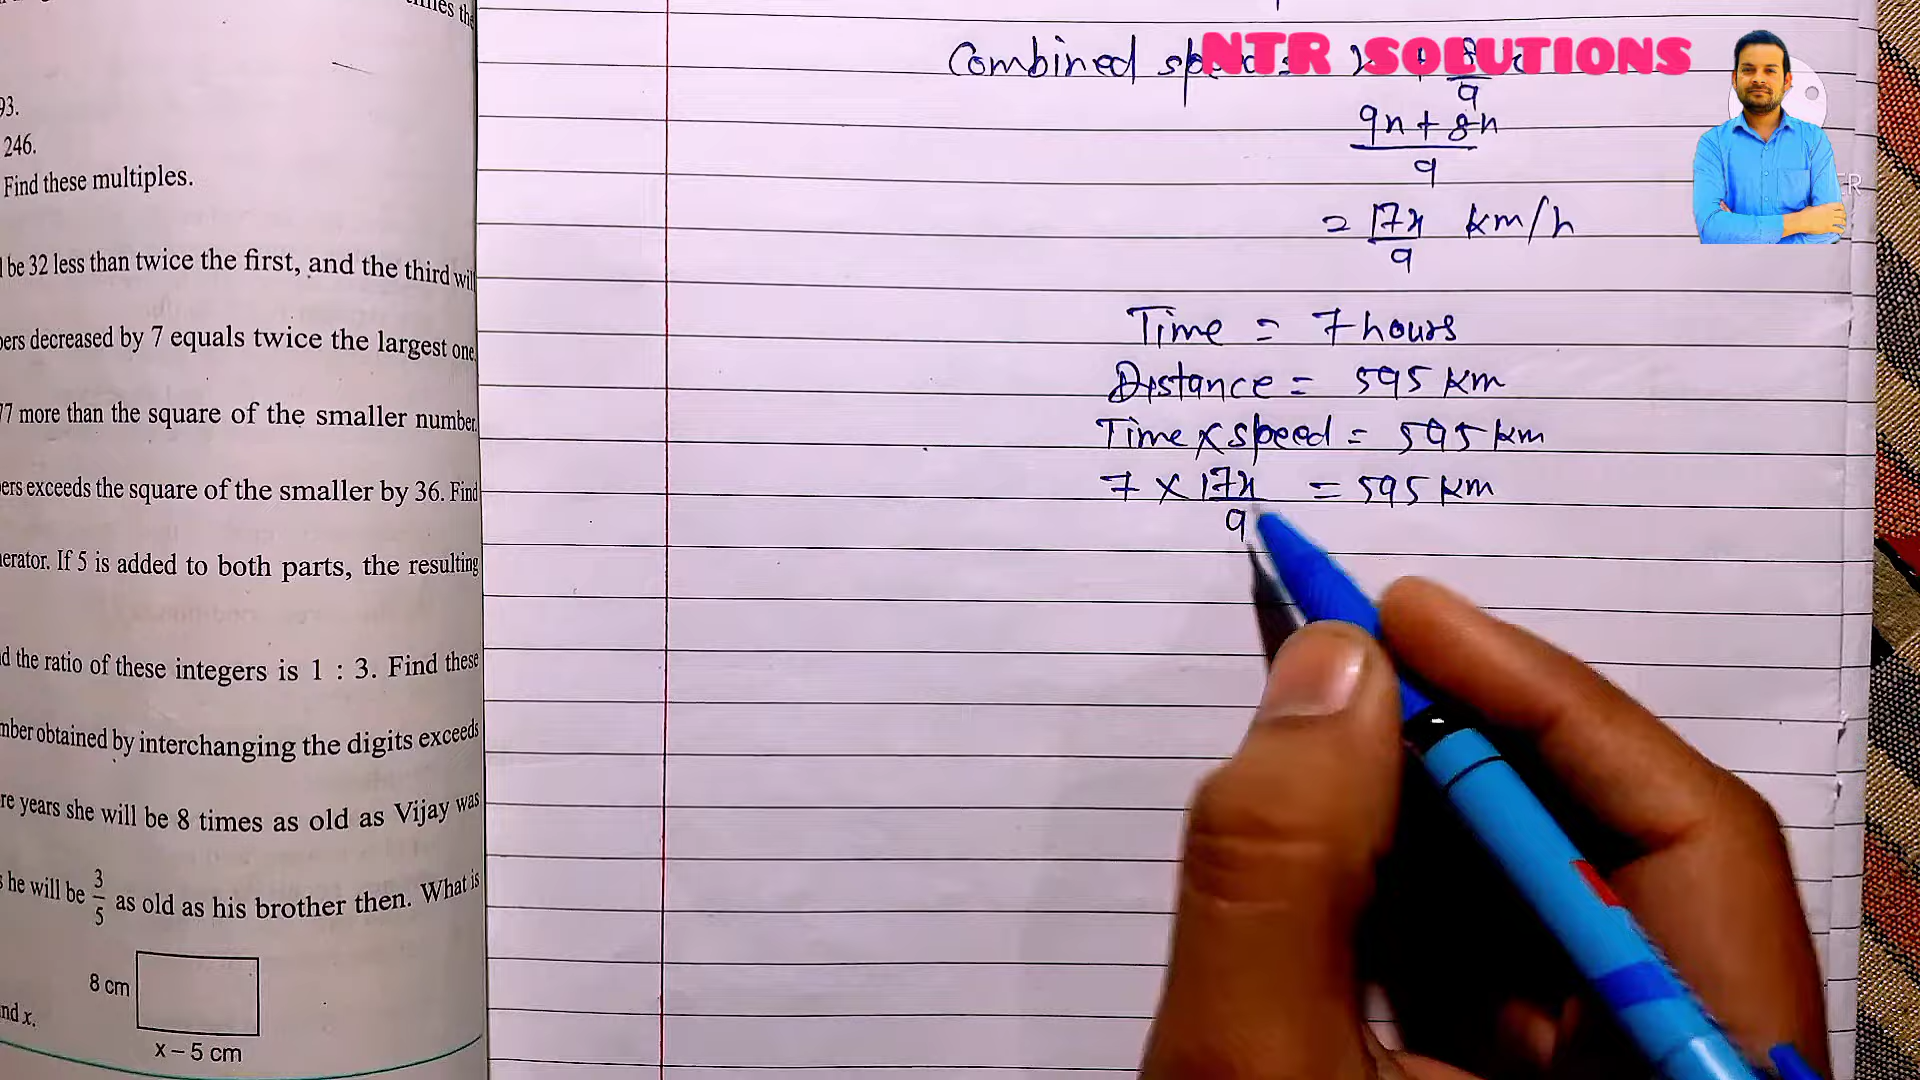 93.
246.
Find these multiples.
be 32 less than twice the first, and the third will
ers decreased by 7 equals twice the largest one.
77 more than the square of the smaller number.
ers exceeds the square of the smaller by 36. Find
erator. If 5 is added to both parts, the resulting
d the ratio of these integers is 1 : 3. Find these
mber obtained by interchanging the digits exceeds
re years she will be 8 times as old as Vijay was
he will be 3/5 as old as his brother then. What is
8 cm
nd x.
x – 5 cm
NTR SOLUTIONS
Combined
9x + 8x
9
= 17x/9 km/h
Time = 7 hours
Distance = 595 km
Time × speed = 595 km
7 × 17x/9 = 595 km